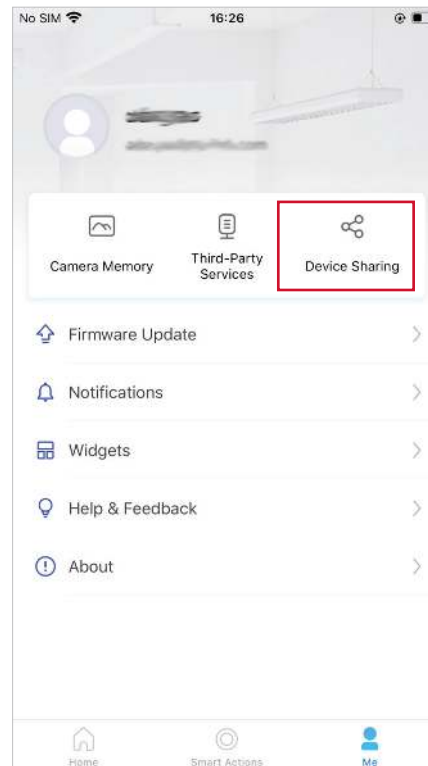 No SIM 16:26
Camera Memory
Third-Party
Services
Device Sharing
Firmware Update
Notifications
Widgets
Help & Feedback
About
Home Smart Actions Me